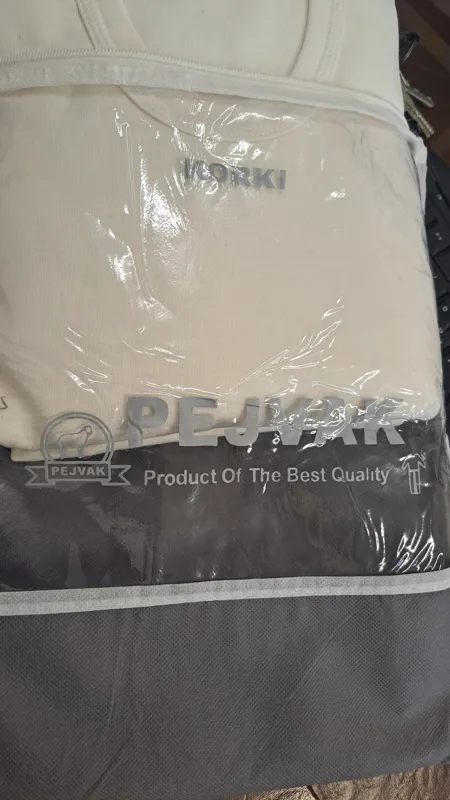 KORKI
PEJVAK
PEJVAK
Product Of The Best Quality